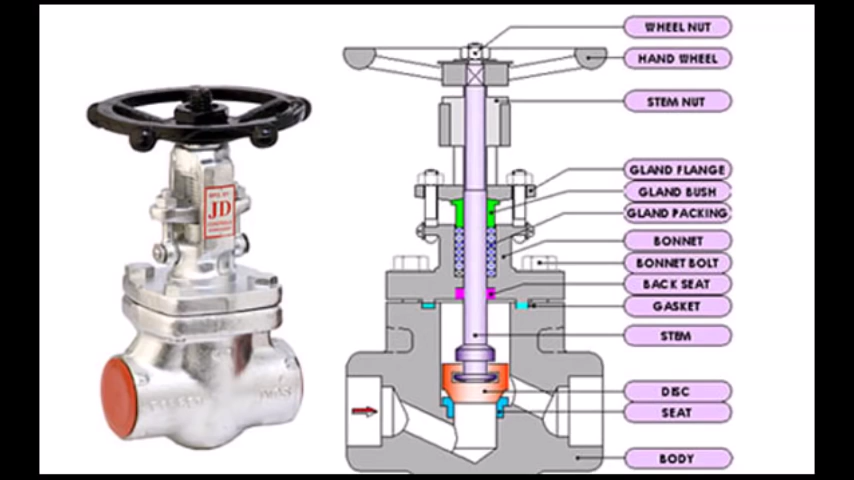 WHEEL NUT
HAND WHEEL
STEM NUT
GLAND FLANGE
GLAND BUSH
GLAND PACKING
BONNET
BONNET BOLT
BACK SEAT
GASKET
STEM
DISC
SEAT
BODY
JD